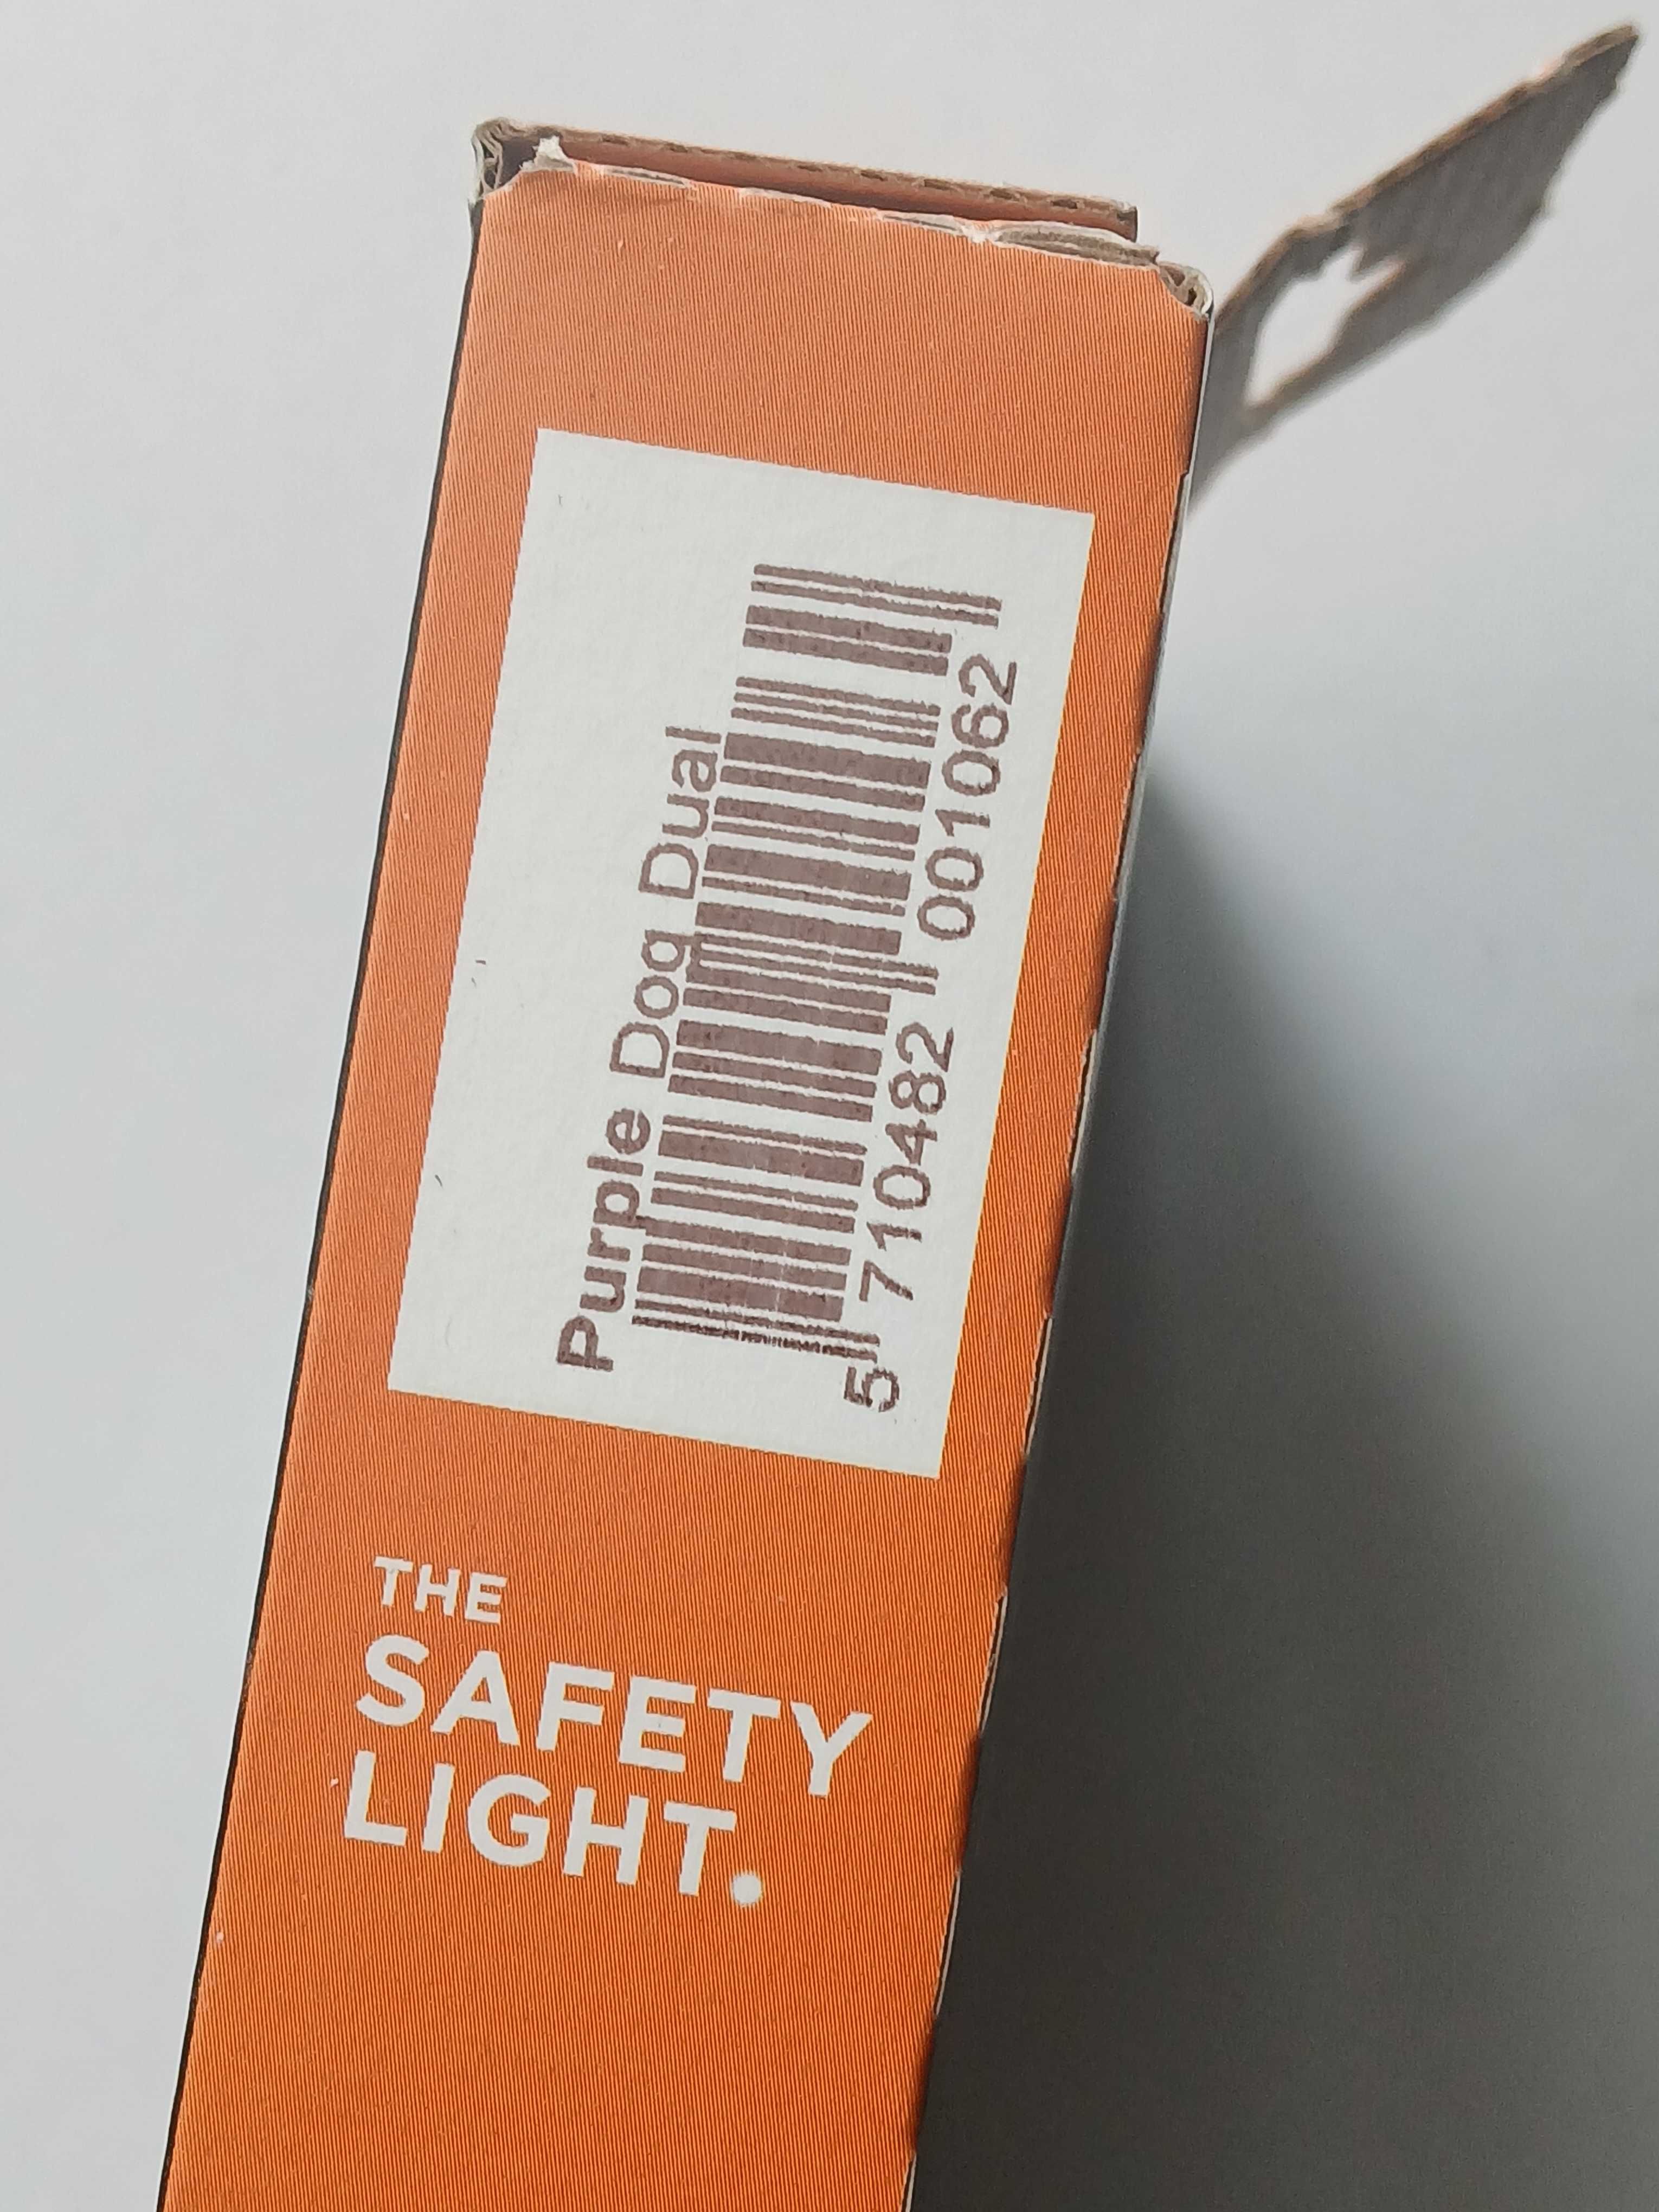 Purple Dog Dual
5 710482 001062
THE
SAFETY
LIGHT.